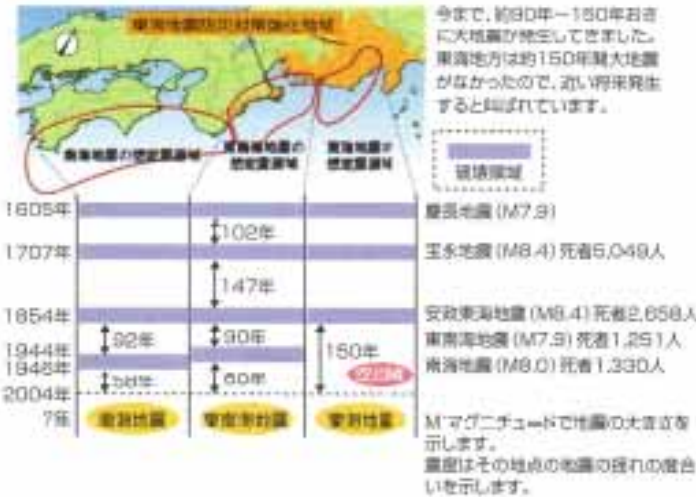 東海地震防災対策強化地域
今まで、約90年−150年おき
に大地震が発生してきました。
東海地方は約150年間大地震
がなかったので、近い将来発生
すると叫ばれています。
南海地震の想定震源域
東南海地震の
想定震源域
東海地震の
想定震源域
破壊領域
1605年
慶長地震(M7.9)
102年
1707年
宝永地震(M8.4)死者5,049人
147年
1854年
安政東海地震(M8.4)死者2,658人
92年
90年
150年
東南海地震(M7.9)死者1,251人
1944年
1946年
南海地震(M8.0)死者1,330人
空白域
58年
60年
2004年
?年
東南海地震
東海地震
M:マグニチュードで地震の大きさを
示します。
震度はその地点の地震の揺れの度合
いを示します。